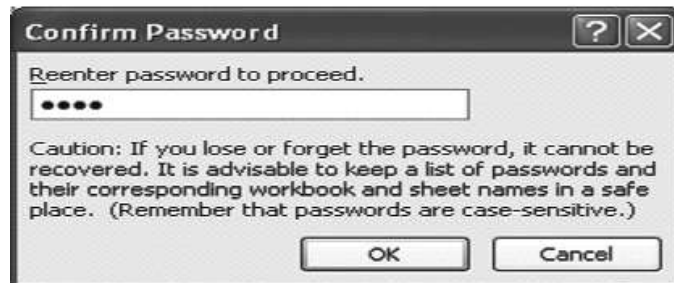 Confirm Password
Reenter password to proceed.
••••
Caution: If you lose or forget the password, it cannot be
recovered. It is advisable to keep a list of passwords and
their corresponding workbook and sheet names in a safe
place. (Remember that passwords are case-sensitive.)
OK Cancel